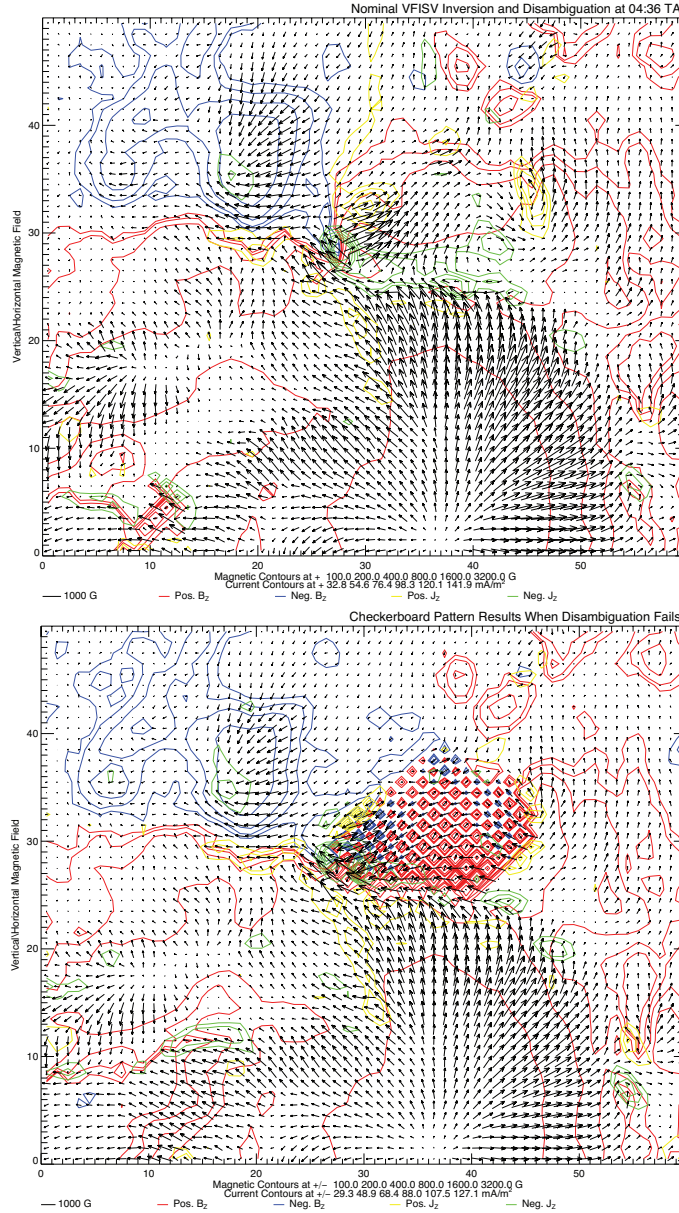 Nominal VFISV Inversion and Disambiguation at 04:36 TA
Vertical\Horizontal Magnetic Field
40
30
20
10
0
0 10 20 30 40 50
Magnetic Contours at + 100.0 200.0 400.0 800.0 1600.0 3200.0 G
Current Contours at + 32.8 54.6 76.4 98.3 120.1 141.9 mA/m²
1000 G Pos. Bz Neg. Bz Pos. Jz Neg. Jz
Checkerboard Pattern Results When Disambiguation Fails
Vertical\Horizontal Magnetic Field
40
30
20
10
0
0 10 20 30 40 50
Magnetic Contours at +/- 100.0 200.0 400.0 800.0 1600.0 3200.0 G
Current Contours at +/- 29.3 48.9 68.4 88.0 107.5 127.1 mA/m²
1000 G Pos. Bz Neg. Bz Pos. Jz Neg. Jz